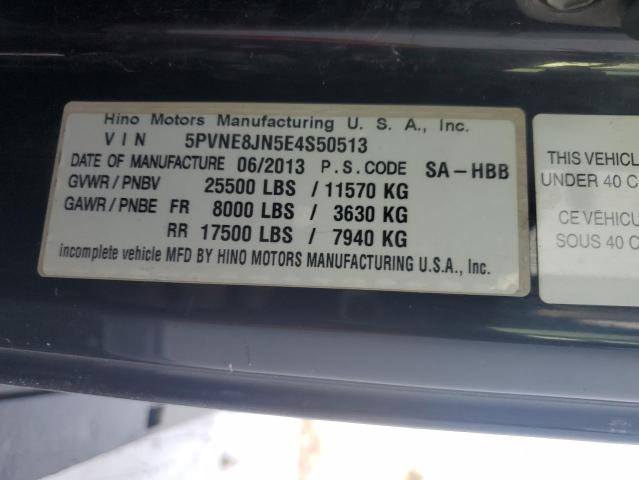 Hino Motors Manufacturing U. S. A., Inc.
VIN 5PVNE8JN5E4S50513
DATE OF MANUFACTURE 06/2013 P.S.CODE SA-HBB
GVWR/PNBV 25500 LBS / 11570 KG
GAWR/PNBE FR 8000 LBS / 3630 KG
RR 17500 LBS / 7940 KG
incomplete vehicle MFD BY HINO MOTORS MANUFACTURING U.S.A., Inc.
THIS VEHICL
UNDER 40 C
CE VÉHICU
SOUS 40 C